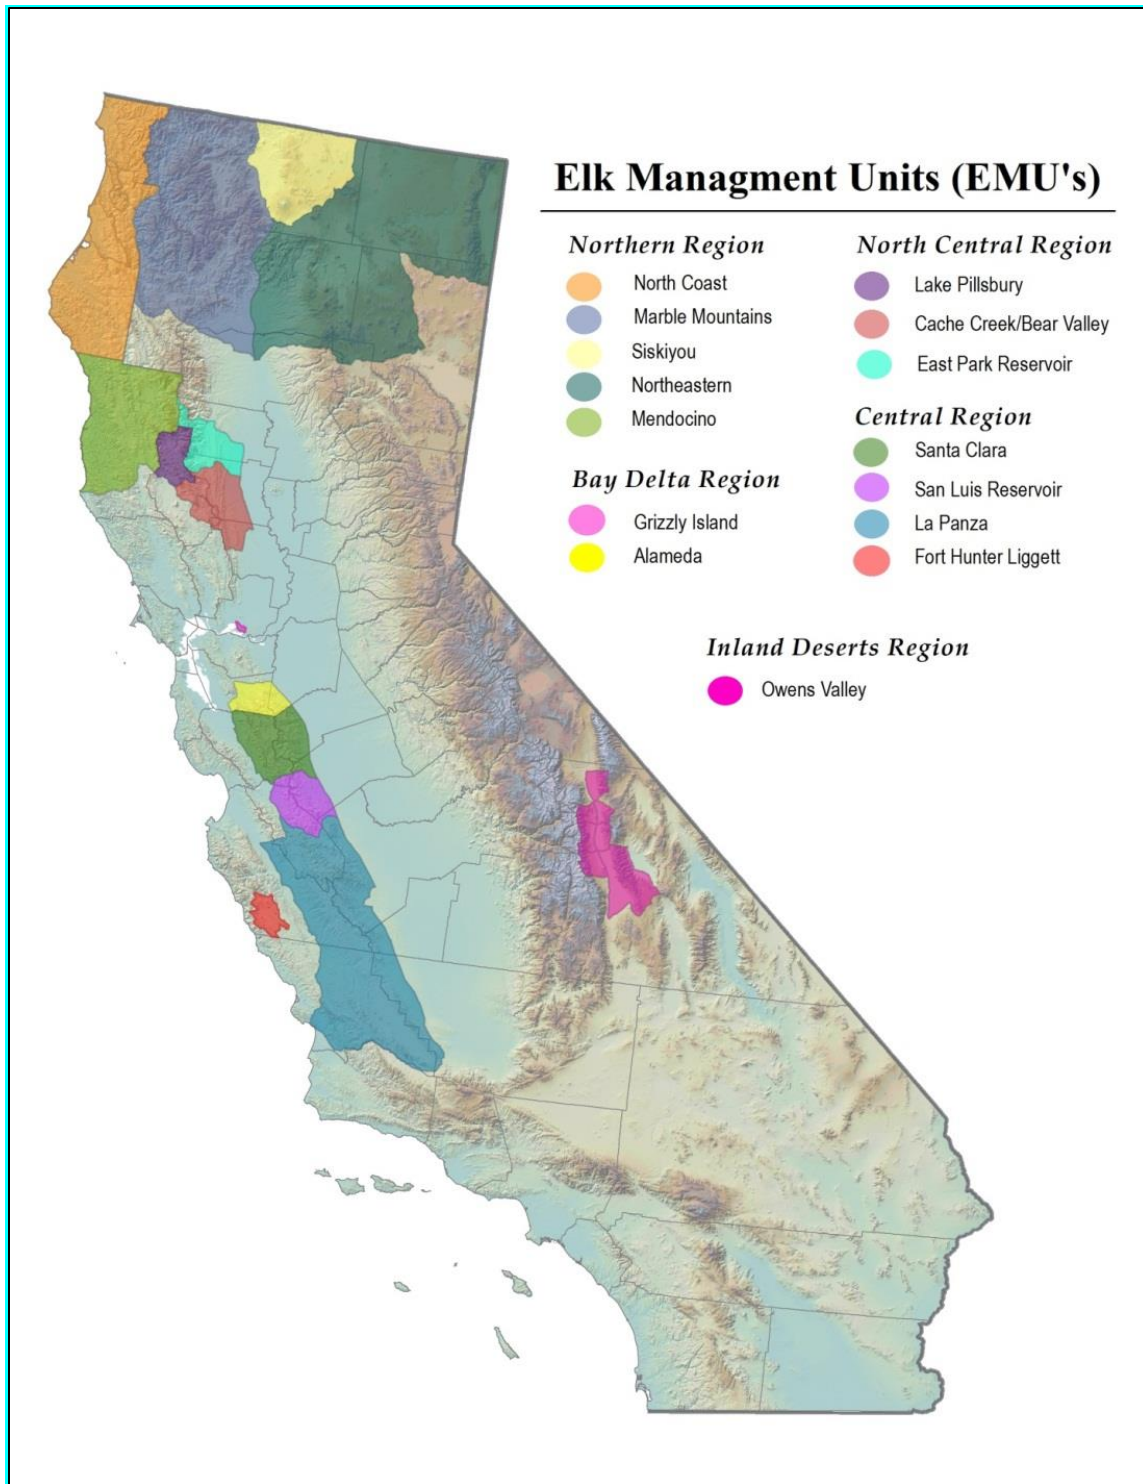 Elk Managment Units (EMU's)
Northern Region
North Coast
Marble Mountains
Siskiyou
Northeastern
Mendocino
Bay Delta Region
Grizzly Island
Alameda
North Central Region
Lake Pillsbury
Cache Creek/Bear Valley
East Park Reservoir
Central Region
Santa Clara
San Luis Reservoir
La Panza
Fort Hunter Liggett
Inland Deserts Region
Owens Valley